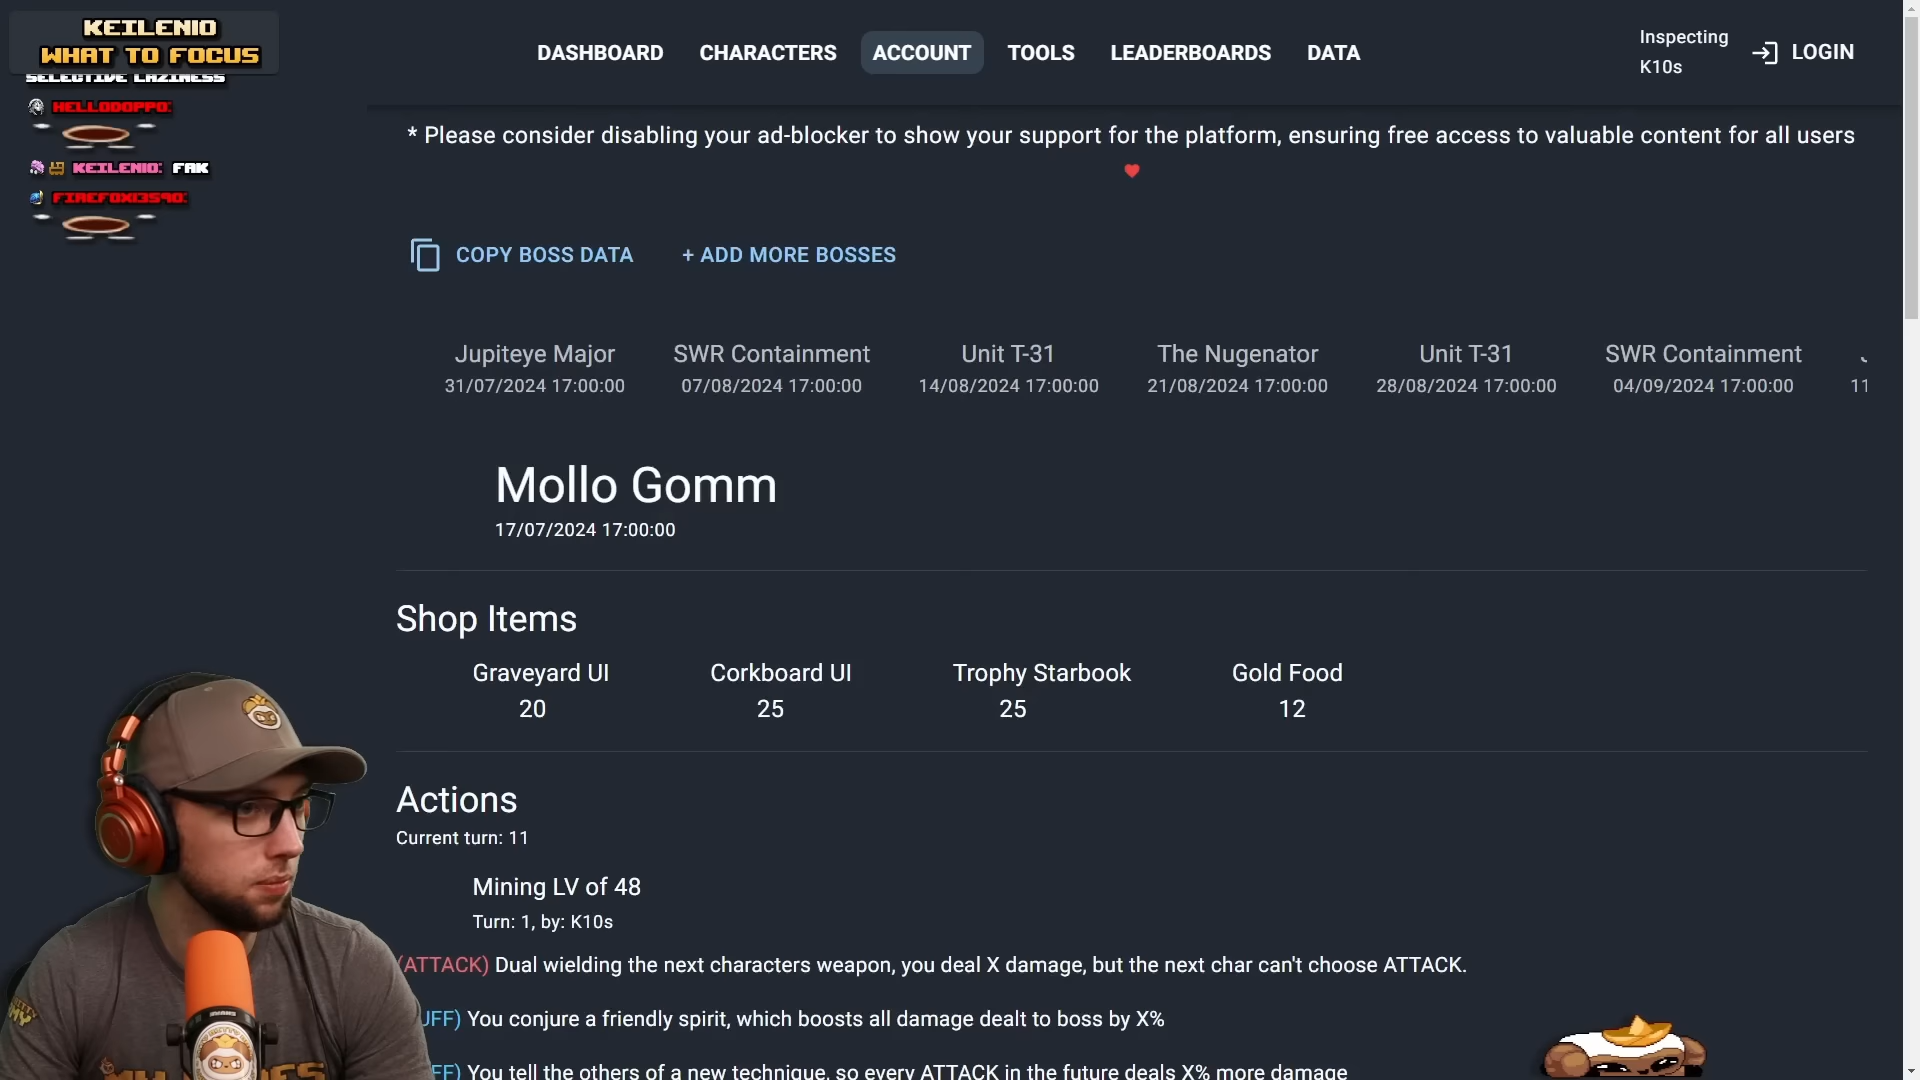 KEILENIO
WHAT TO FOCUS
SELECTIVE LAZINESS
HELLODOPPO:
KEILENIO: FAK
FIREFOX13590:
DASHBOARD
CHARACTERS
ACCOUNT
TOOLS
LEADERBOARDS
DATA
Inspecting
K10s
LOGIN
* Please consider disabling your ad-blocker to show your support for the platform, ensuring free access to valuable content for all users
COPY BOSS DATA
+ ADD MORE BOSSES
Jupiteye Major
31/07/2024 17:00:00
SWR Containment
07/08/2024 17:00:00
Unit T-31
14/08/2024 17:00:00
The Nugenator
21/08/2024 17:00:00
Unit T-31
28/08/2024 17:00:00
SWR Containment
04/09/2024 17:00:00
11
Mollo Gomm
17/07/2024 17:00:00
Shop Items
Graveyard UI
20
Corkboard UI
25
Trophy Starbook
25
Gold Food
12
Actions
Current turn: 11
Mining LV of 48
Turn: 1, by: K10s
(ATTACK) Dual wielding the next characters weapon, you deal X damage, but the next char can't choose ATTACK.
UFF) You conjure a friendly spirit, which boosts all damage dealt to boss by X%
FF) You tell the others of a new technique, so every ATTACK in the future deals X% more damage